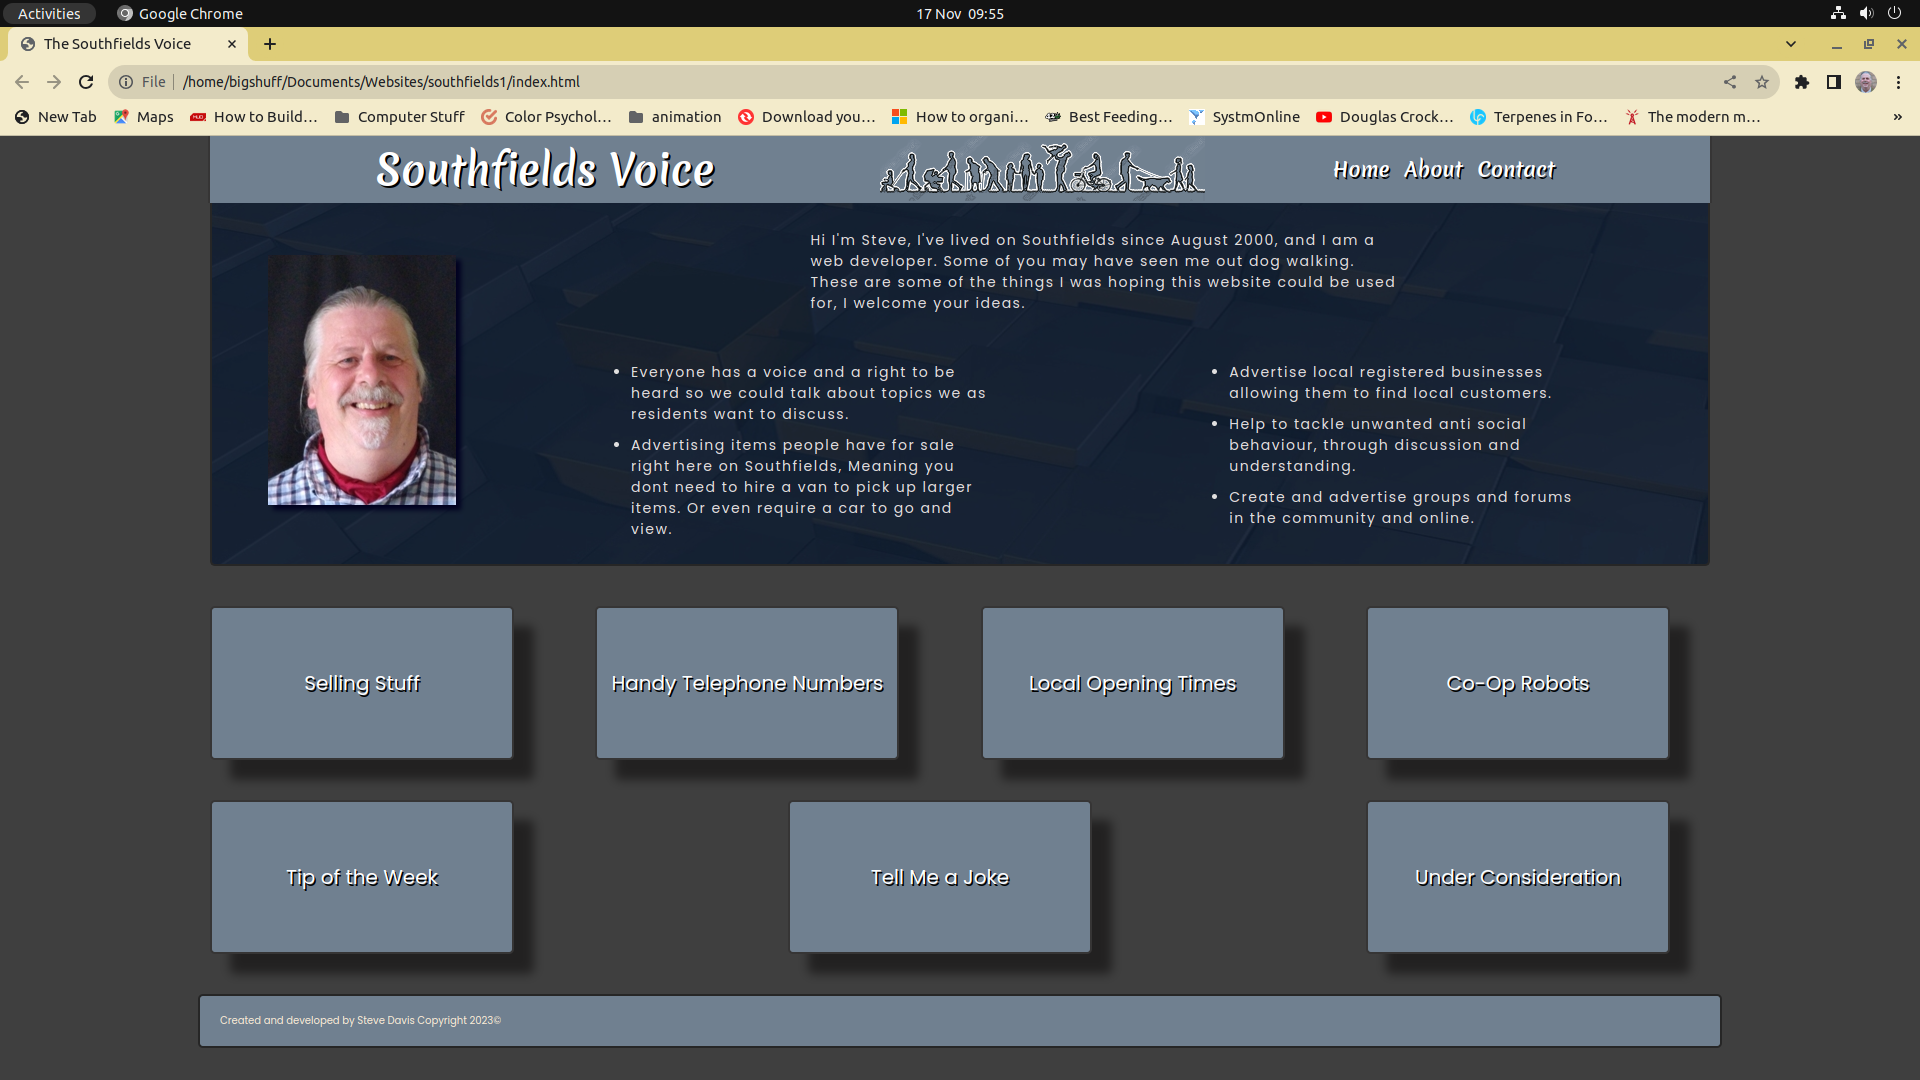 Activities
Google Chrome
17 Nov 09:55
The Southfields Voice
File
/home/bigshuff/Documents/Websites/southfields1/index.html
New Tab
Maps
How to Build…
Computer Stuff
Color Psychol…
animation
Download you…
How to organi…
Best Feeding…
SystmOnline
Douglas Crock…
Terpenes in Fo…
The modern m…
»
Southfields Voice
Home About Contact
Hi I'm Steve, I've lived on Southfields since August 2000, and I am a
web developer. Some of you may have seen me out dog walking.
These are some of the things I was hoping this website could be used
for, I welcome your ideas.
• Everyone has a voice and a right to be
heard so we could talk about topics we as
residents want to discuss.
• Advertising items people have for sale
right here on Southfields, Meaning you
dont need to hire a van to pick up larger
items. Or even require a car to go and
view.
• Advertise local registered businesses
allowing them to find local customers.
• Help to tackle unwanted anti social
behaviour, through discussion and
understanding.
• Create and advertise groups and forums
in the community and online.
Selling Stuff
Handy Telephone Numbers
Local Opening Times
Co-Op Robots
Tip of the Week
Tell Me a Joke
Under Consideration
Created and developed by Steve Davis Copyright 2023©